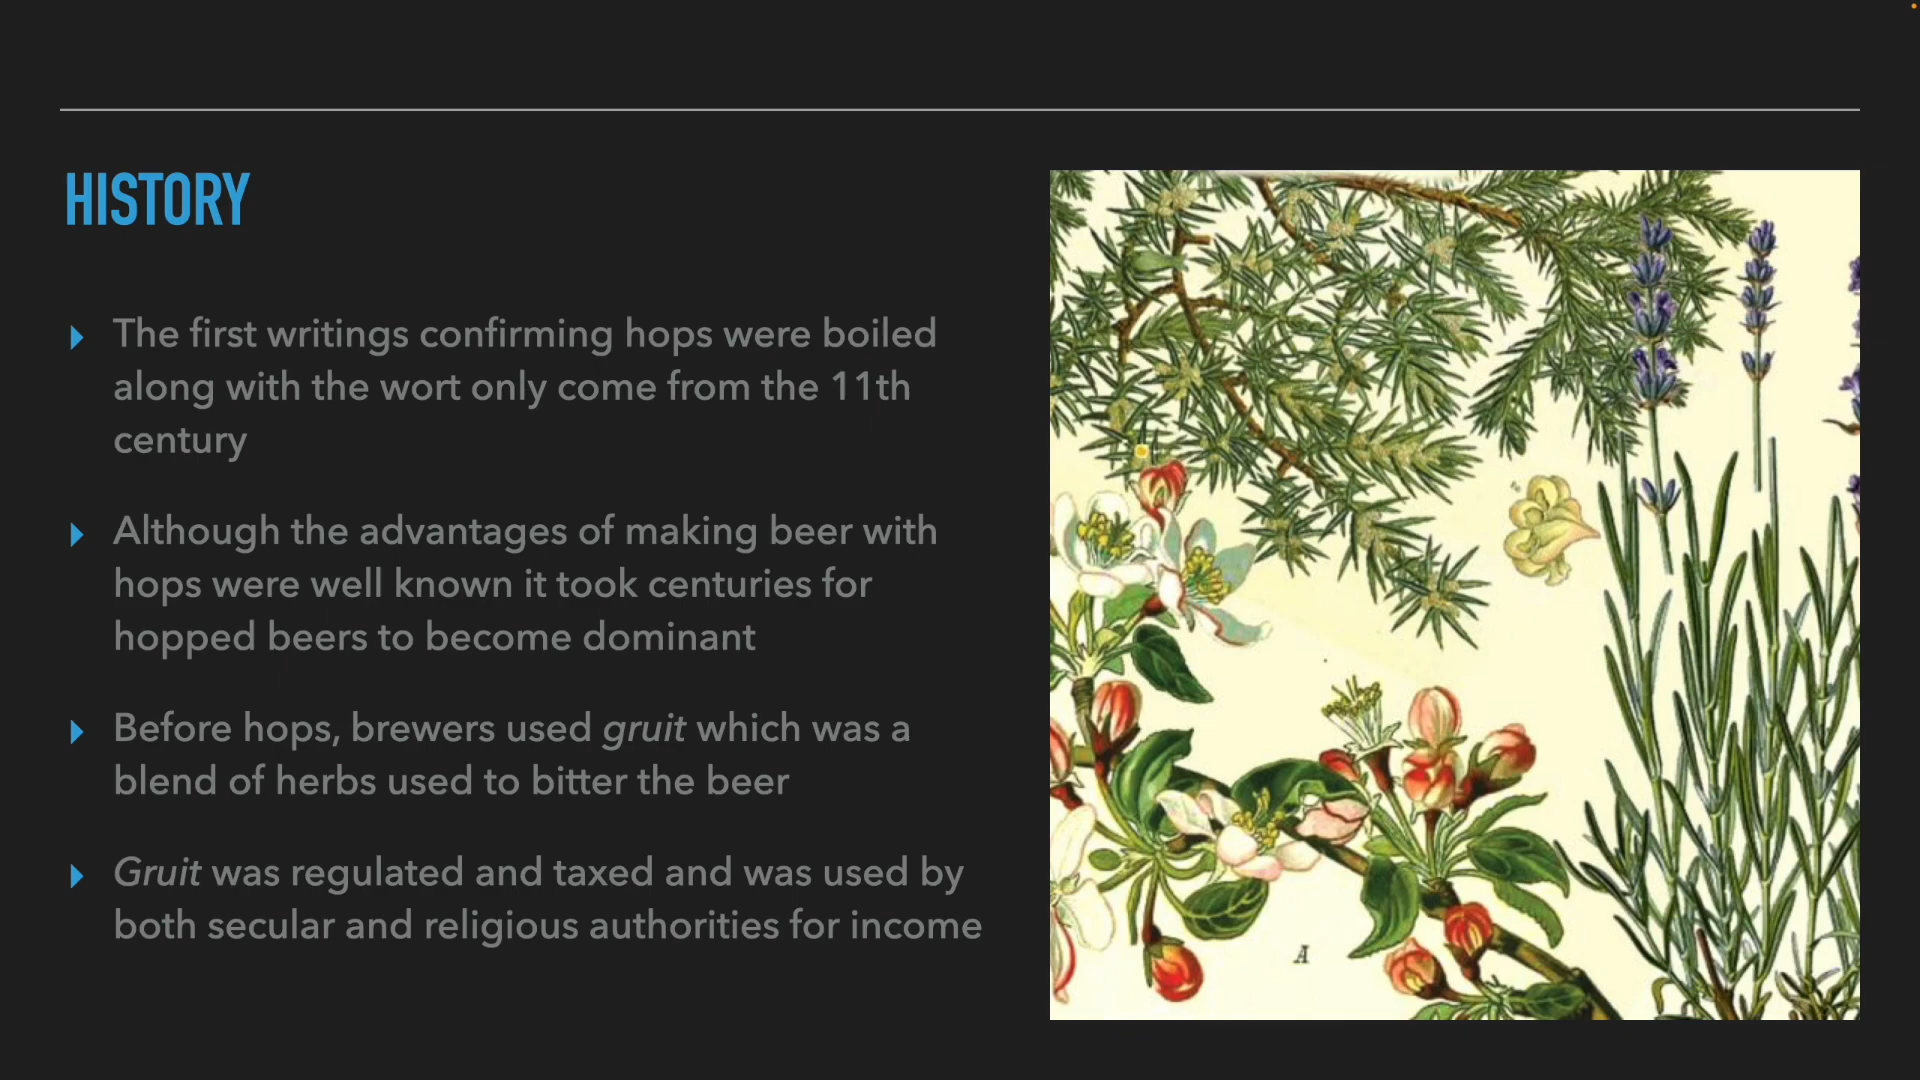 HISTORY
The first writings confirming hops were boiled
along with the wort only come from the 11th
century
Although the advantages of making beer with
hops were well known it took centuries for
hopped beers to become dominant
Before hops, brewers used gruit which was a
blend of herbs used to bitter the beer
Gruit was regulated and taxed and was used by
both secular and religious authorities for income
A